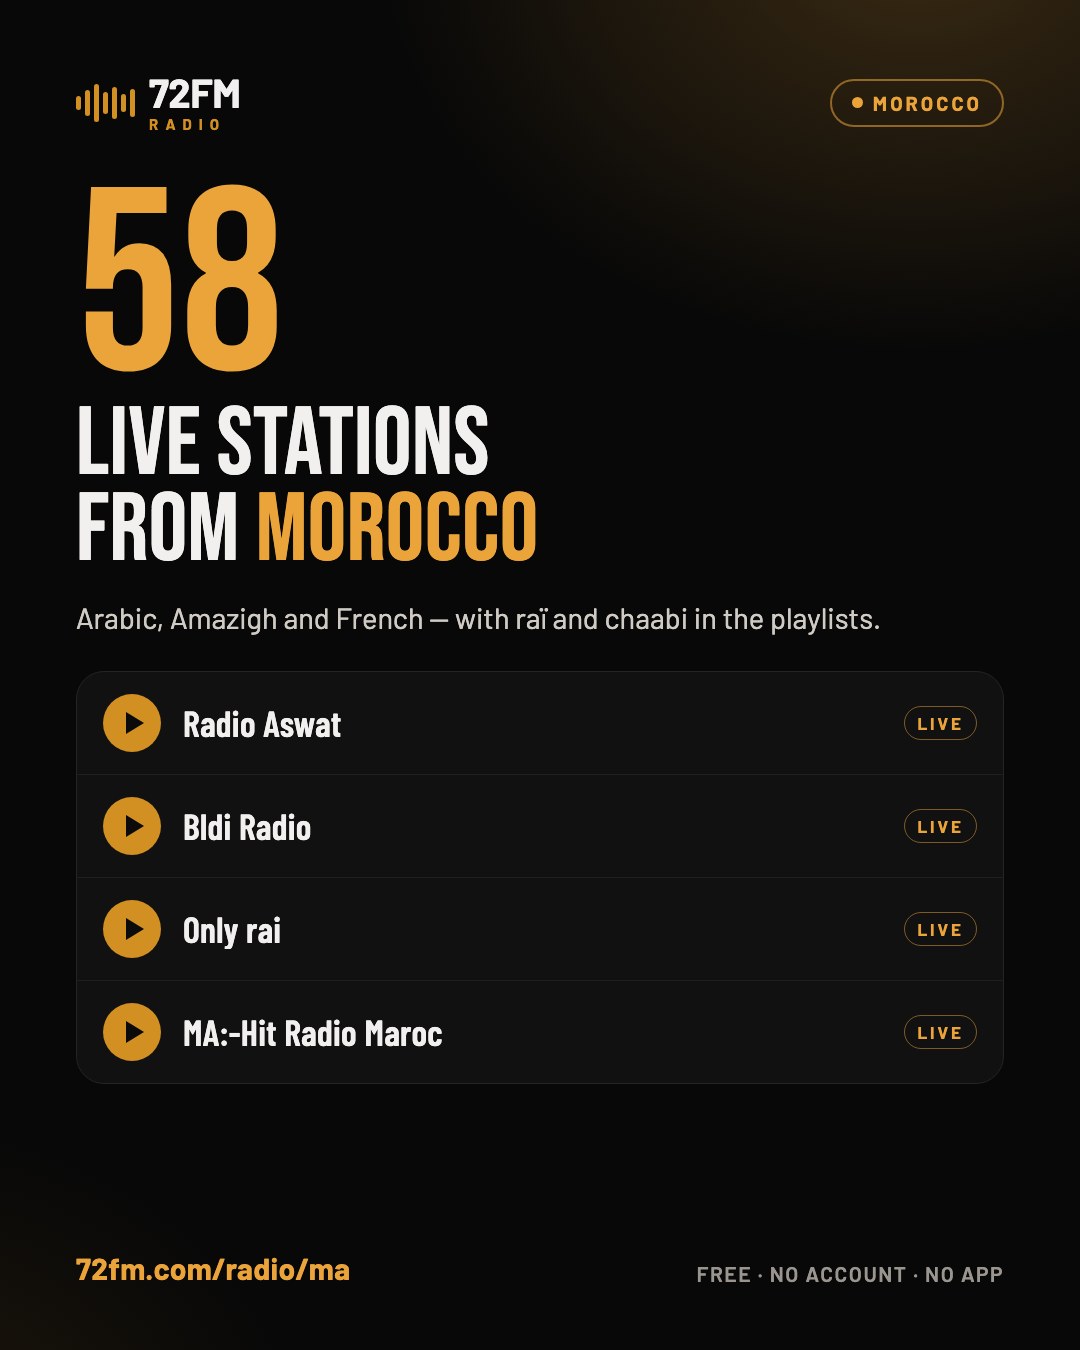 72FM
RADIO
MOROCCO
58
LIVE STATIONS
FROM MOROCCO
Arabic, Amazigh and French — with raï and chaabi in the playlists.
Radio Aswat
LIVE
Bldi Radio
LIVE
Only rai
LIVE
MA:-Hit Radio Maroc
LIVE
72fm.com/radio/ma
FREE · NO ACCOUNT · NO APP